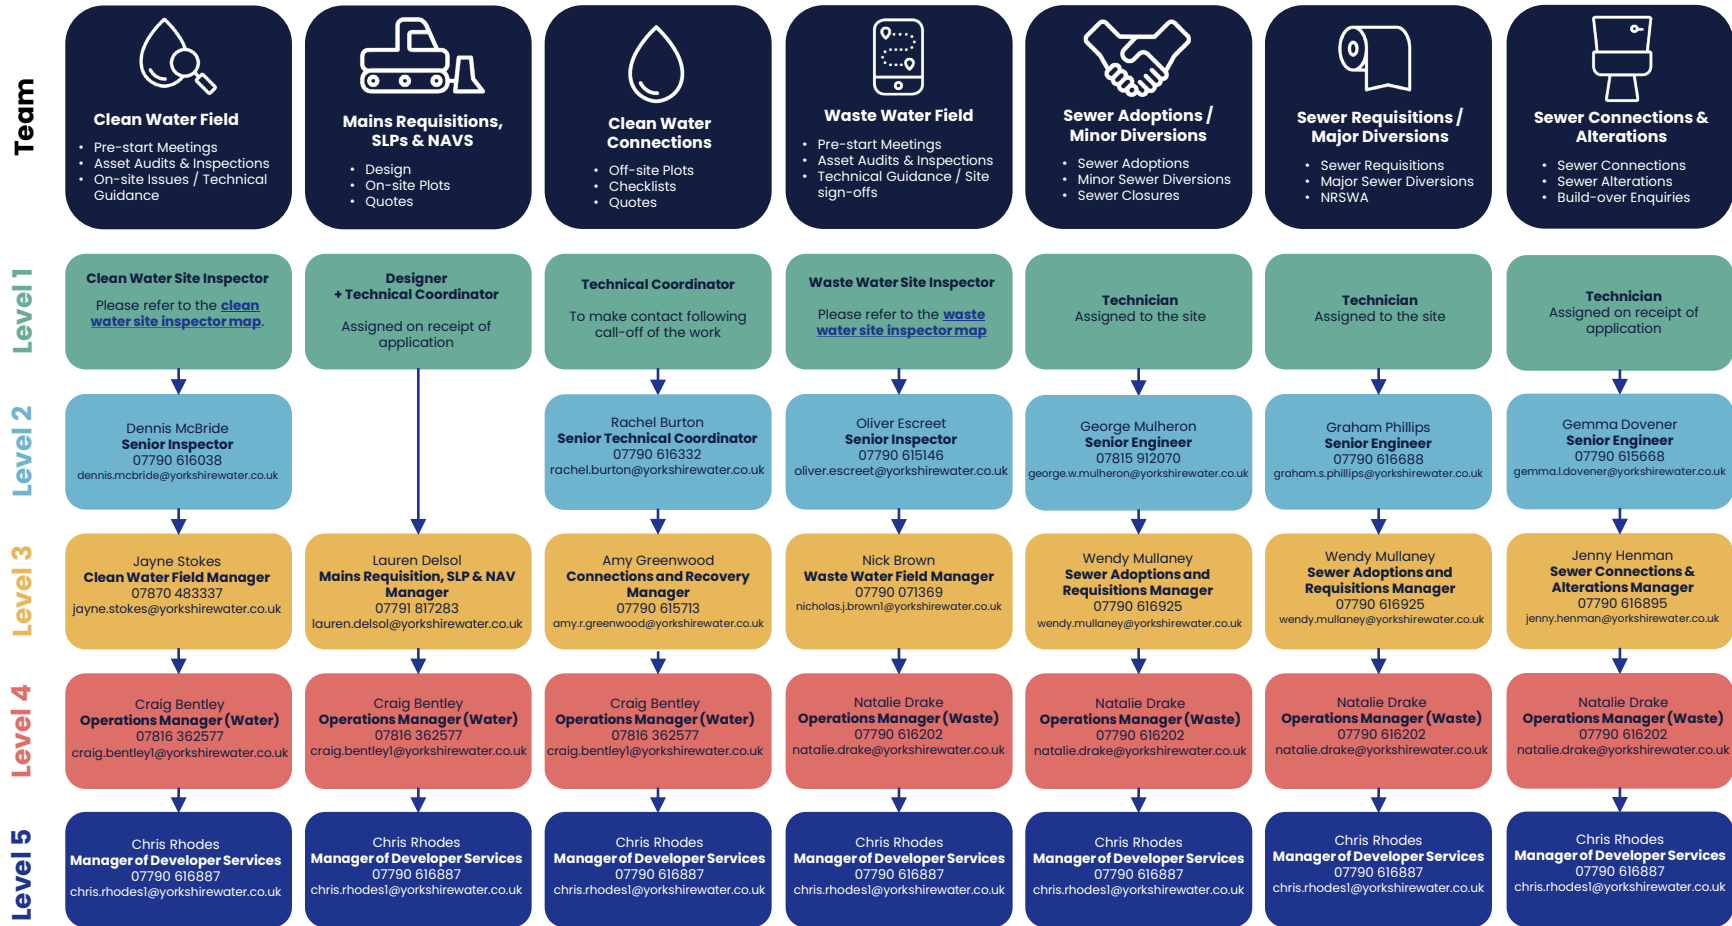 Team
Clean Water Field
• Pre-start Meetings
• Asset Audits & Inspections
• On-site Issues / Technical
Guidance
Mains Requisitions,
SLPs & NAVS
• Design
• On-site Plots
• Quotes
Clean Water
Connections
• Off-site Plots
• Checklists
• Quotes
Waste Water Field
• Pre-start Meetings
• Asset Audits & Inspections
• Technical Guidance / Site
sign-offs
Sewer Adoptions /
Minor Diversions
• Sewer Adoptions
• Minor Sewer Diversions
• Sewer Closures
Sewer Requisitions /
Major Diversions
• Sewer Requisitions
• Major Sewer Diversions
• NRSWA
Sewer Connections &
Alterations
• Sewer Connections
• Sewer Alterations
• Build-over Enquiries
Level 1
Clean Water Site Inspector
Please refer to the clean
water site inspector map.
Designer
+ Technical Coordinator
Assigned on receipt of
application
Technical Coordinator
To make contact following
call-off of the work
Waste Water Site Inspector
Please refer to the waste
water site inspector map
Technician
Assigned to the site
Technician
Assigned to the site
Technician
Assigned on receipt of
application
Level 2
Dennis McBride
Senior Inspector
07790 616038
dennis.mcbride@yorkshirewater.co.uk
Rachel Burton
Senior Technical Coordinator
07790 616332
rachel.burton@yorkshirewater.co.uk
Oliver Escreet
Senior Inspector
07790 615146
oliver.escreet@yorkshirewater.co.uk
George Mulheron
Senior Engineer
07815 912070
george.w.mulheron@yorkshirewater.co.uk
Graham Phillips
Senior Engineer
07790 616688
graham.s.phillips@yorkshirewater.co.uk
Gemma Dovener
Senior Engineer
07790 615668
gemma.l.dovener@yorkshirewater.co.uk
Level 3
Jayne Stokes
Clean Water Field Manager
07870 483337
jayne.stokes@yorkshirewater.co.uk
Lauren Delsol
Mains Requisition, SLP & NAV
Manager
07791 817283
lauren.delsol@yorkshirewater.co.uk
Amy Greenwood
Connections and Recovery
Manager
07790 615713
amy.r.greenwood@yorkshirewater.co.uk
Nick Brown
Waste Water Field Manager
07790 071369
nicholas.j.brown1@yorkshirewater.co.uk
Wendy Mullaney
Sewer Adoptions and
Requisitions Manager
07790 616925
wendy.mullaney@yorkshirewater.co.uk
Wendy Mullaney
Sewer Adoptions and
Requisitions Manager
07790 616925
wendy.mullaney@yorkshirewater.co.uk
Jenny Henman
Sewer Connections &
Alterations Manager
07790 616895
jenny.henman@yorkshirewater.co.uk
Level 4
Craig Bentley
Operations Manager (Water)
07816 362577
craig.bentley1@yorkshirewater.co.uk
Craig Bentley
Operations Manager (Water)
07816 362577
craig.bentley1@yorkshirewater.co.uk
Craig Bentley
Operations Manager (Water)
07816 362577
craig.bentley1@yorkshirewater.co.uk
Natalie Drake
Operations Manager (Waste)
07790 616202
natalie.drake@yorkshirewater.co.uk
Natalie Drake
Operations Manager (Waste)
07790 616202
natalie.drake@yorkshirewater.co.uk
Natalie Drake
Operations Manager (Waste)
07790 616202
natalie.drake@yorkshirewater.co.uk
Natalie Drake
Operations Manager (Waste)
07790 616202
natalie.drake@yorkshirewater.co.uk
Level 5
Chris Rhodes
Manager of Developer Services
07790 616887
chris.rhodes1@yorkshirewater.co.uk
Chris Rhodes
Manager of Developer Services
07790 616887
chris.rhodes1@yorkshirewater.co.uk
Chris Rhodes
Manager of Developer Services
07790 616887
chris.rhodes1@yorkshirewater.co.uk
Chris Rhodes
Manager of Developer Services
07790 616887
chris.rhodes1@yorkshirewater.co.uk
Chris Rhodes
Manager of Developer Services
07790 616887
chris.rhodes1@yorkshirewater.co.uk
Chris Rhodes
Manager of Developer Services
07790 616887
chris.rhodes1@yorkshirewater.co.uk
Chris Rhodes
Manager of Developer Services
07790 616887
chris.rhodes1@yorkshirewater.co.uk